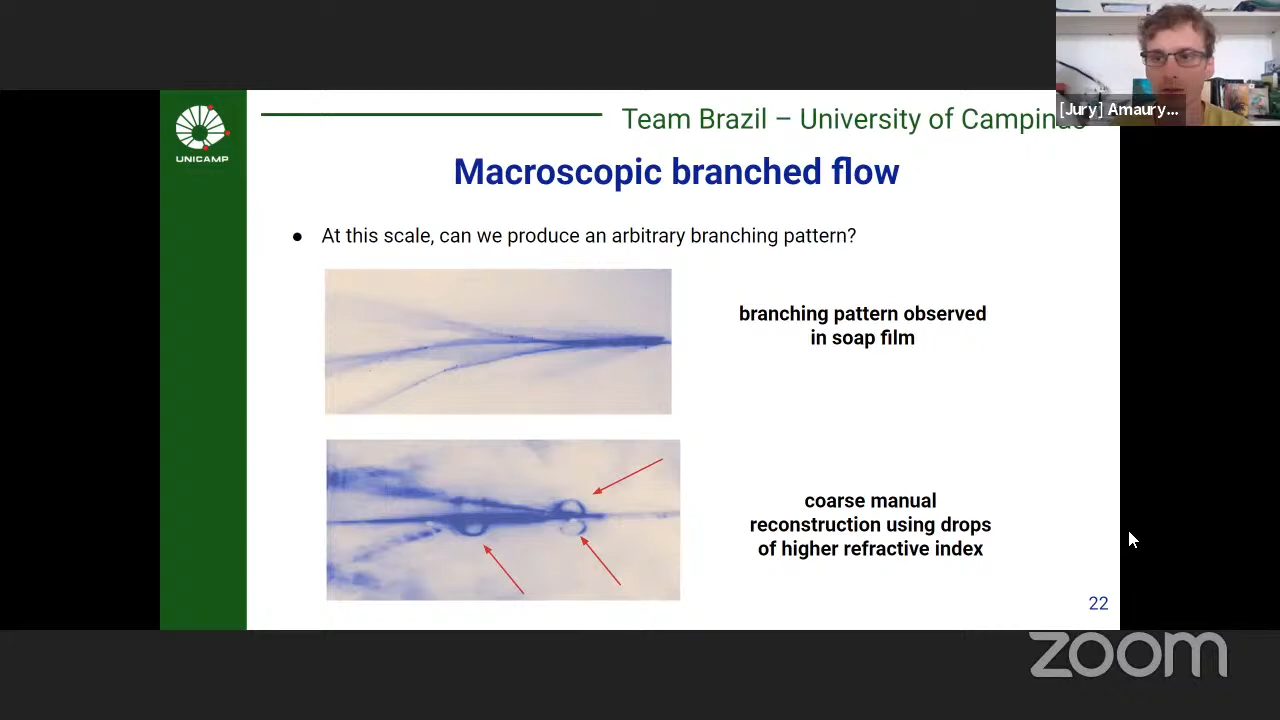 [Jury] Amaury...
Team Brazil – University of Campinas
UNICAMP
Macroscopic branched flow
● At this scale, can we produce an arbitrary branching pattern?
branching pattern observed
in soap film
coarse manual
reconstruction using drops
of higher refractive index
22
zoom